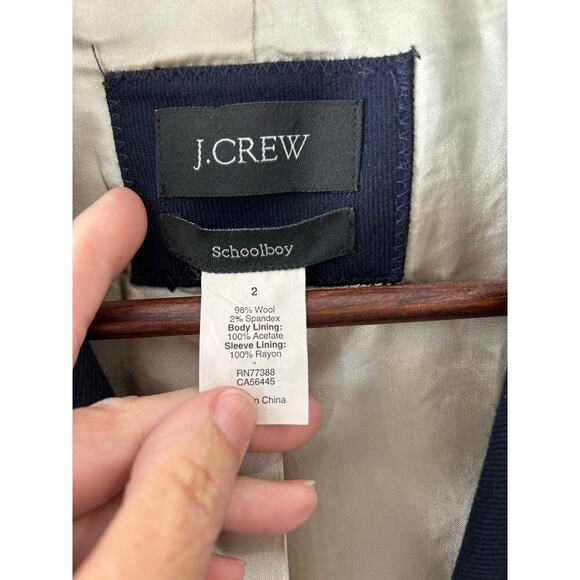 J.CREW
Schoolboy
2
98% Wool
2% Spandex
Body Lining:
100% Acetate
Sleeve Lining:
100% Rayon
-
RN77388
CA56445
n China